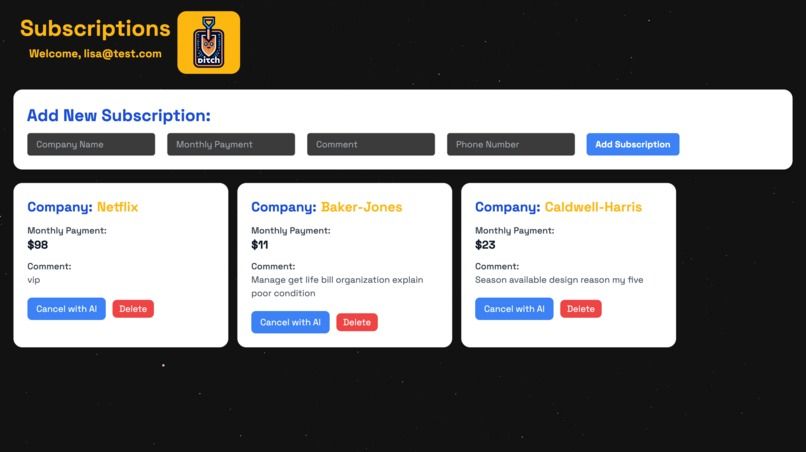 Subscriptions
Welcome, lisa@test.com
Ditch
Add New Subscription:
Company Name
Monthly Payment
Comment
Phone Number
Add Subscription
Company: Netflix
Monthly Payment:
$98
Comment:
vip
Cancel with AI
Delete
Company: Baker-Jones
Monthly Payment:
$11
Comment:
Manage get life bill organization explain
poor condition
Cancel with AI
Delete
Company: Caldwell-Harris
Monthly Payment:
$23
Comment:
Season available design reason my five
Cancel with AI
Delete